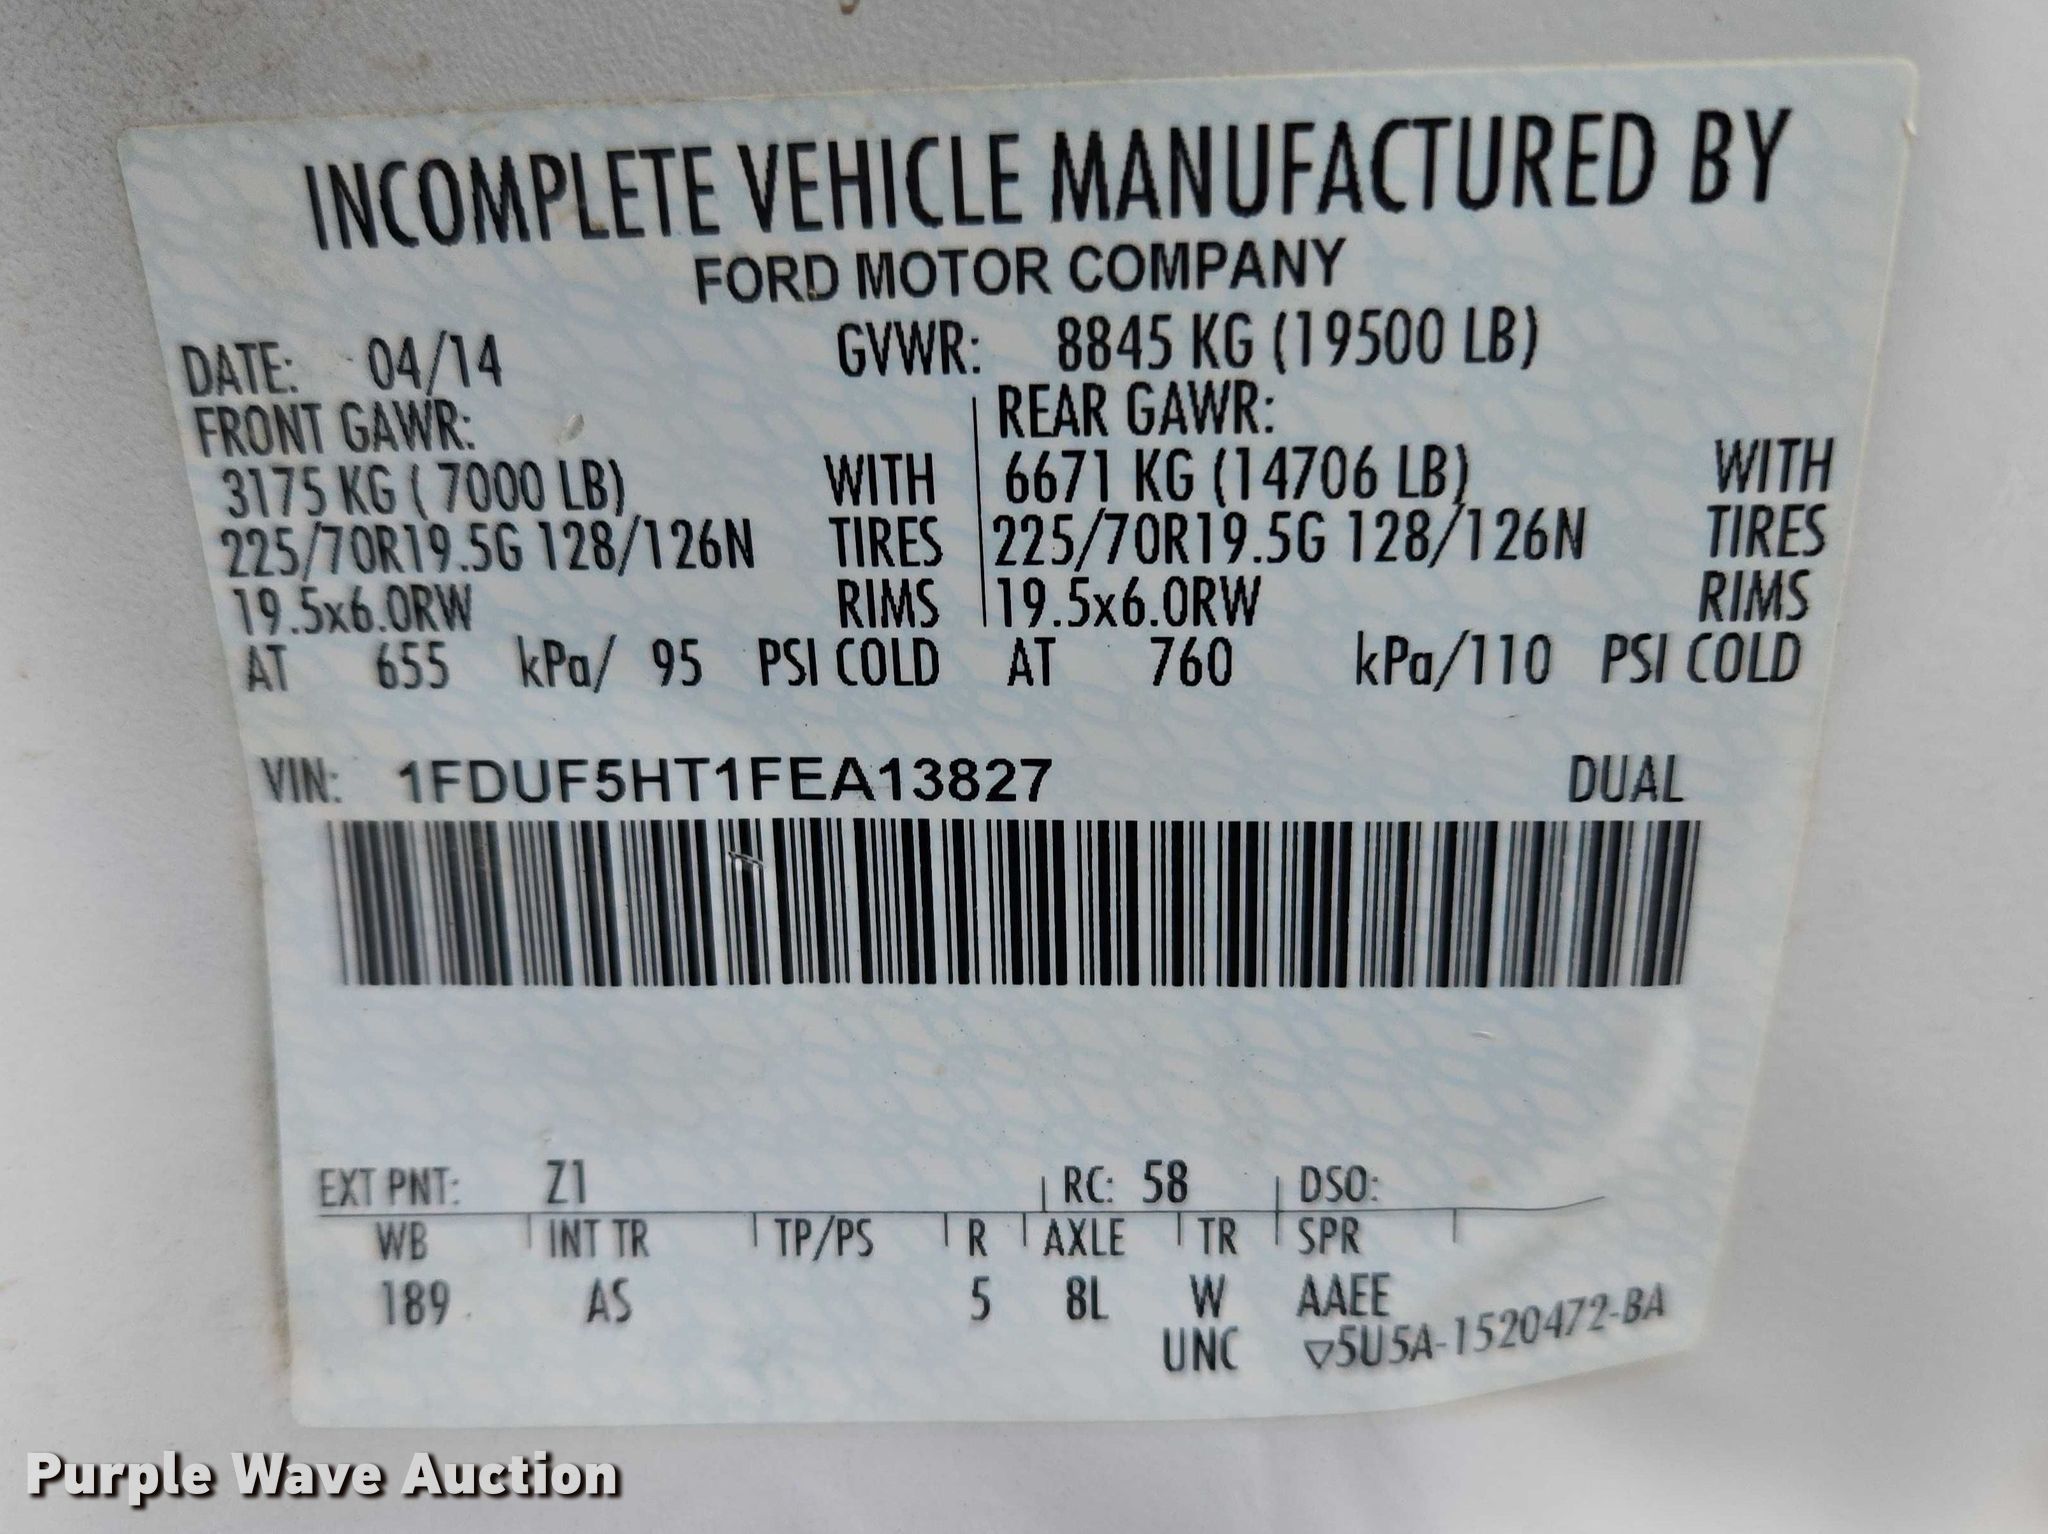 INCOMPLETE VEHICLE MANUFACTURED BY
FORD MOTOR COMPANY
DATE: 04/14 GVWR: 8845 KG (19500 LB)
FRONT GAWR: REAR GAWR:
3175 KG ( 7000 LB) WITH 6671 KG (14706 LB) WITH
225/70R19.5G 128/126N TIRES 225/70R19.5G 128/126N TIRES
19.5x6.0RW RIMS 19.5x6.0RW RIMS
AT 655 kPa/ 95 PSI COLD AT 760 kPa/110 PSI COLD
VIN: 1FDUF5HT1FEA13827 DUAL
EXT PNT: Z1 RC: 58 DSO:
WB INT TR TP/PS R AXLE TR SPR
189 AS 5 8L W AAEE
UNC ▽5U5A-1520472-BA
Purple Wave Auction